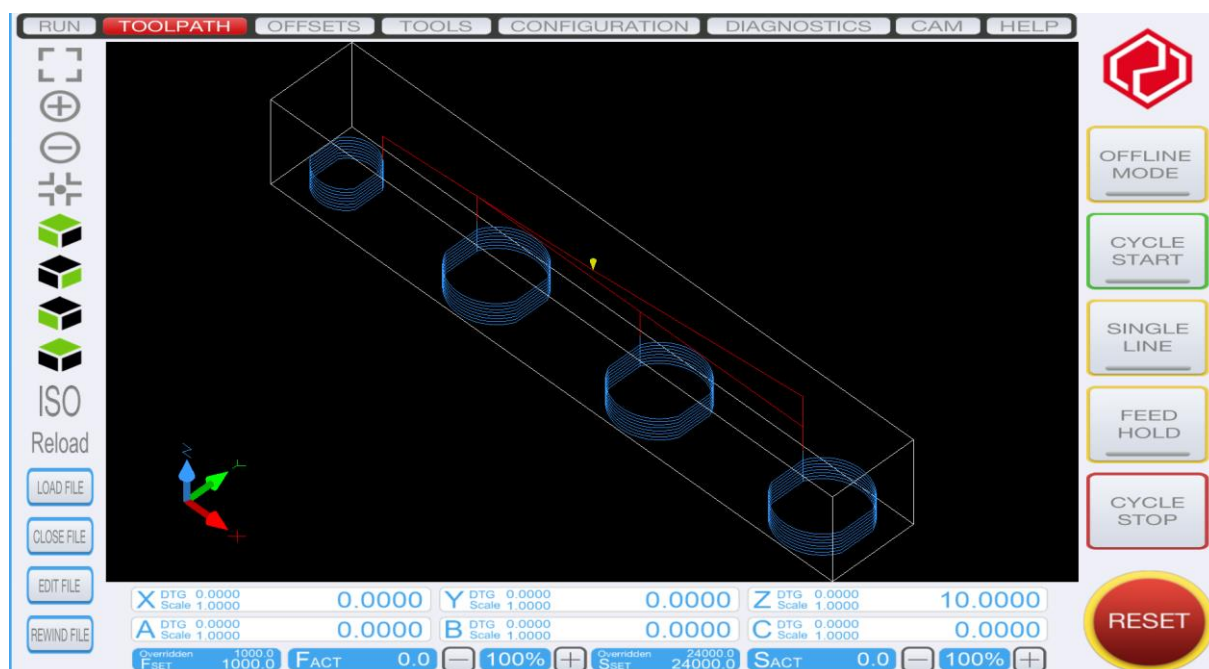 RUN TOOLPATH OFFSETS TOOLS CONFIGURATION DIAGNOSTICS CAM HELP
ISO
Reload
LOAD FILE
CLOSE FILE
EDIT FILE
REWIND FILE
Z
OFFLINE
MODE
CYCLE
START
SINGLE
LINE
FEED
HOLD
CYCLE
STOP
RESET
X DTG 0.0000 Scale 1.0000 0.0000 Y DTG 0.0000 Scale 1.0000 0.0000 Z DTG 0.0000 Scale 1.0000 10.0000
A DTG 0.0000 Scale 1.0000 0.0000 B DTG 0.0000 Scale 1.0000 0.0000 C DTG 0.0000 Scale 1.0000 0.0000
Overridden 1000.0 FSET 1000.0 FACT 0.0 100% Overridden 24000.0 SSET 24000.0 SACT 0.0 100%